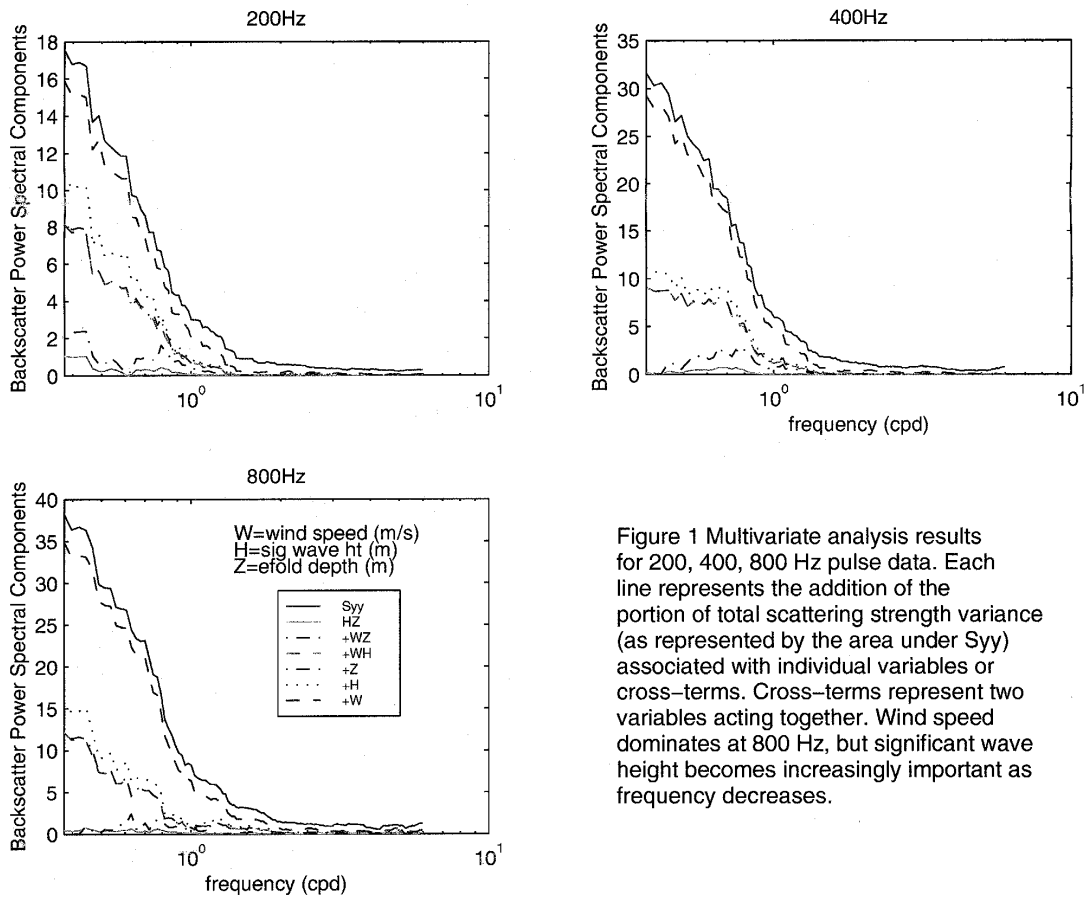 200Hz
Backscatter Power Spectral Components
18
16
14
12
10
8
6
4
2
0
10^0
10^1
400Hz
Backscatter Power Spectral Components
35
30
25
20
15
10
5
0
10^0
10^1
frequency (cpd)
800Hz
Backscatter Power Spectral Components
40
35
30
25
20
15
10
5
0
10^0
10^1
frequency (cpd)
W=wind speed (m/s)
H=sig wave ht (m)
Z=efold depth (m)
Syy
HZ
+WZ
+WH
+Z
+H
+W
Figure 1 Multivariate analysis results
for 200, 400, 800 Hz pulse data. Each
line represents the addition of the
portion of total scattering strength variance
(as represented by the area under Syy)
associated with individual variables or
cross–terms. Cross–terms represent two
variables acting together. Wind speed
dominates at 800 Hz, but significant wave
height becomes increasingly important as
frequency decreases.